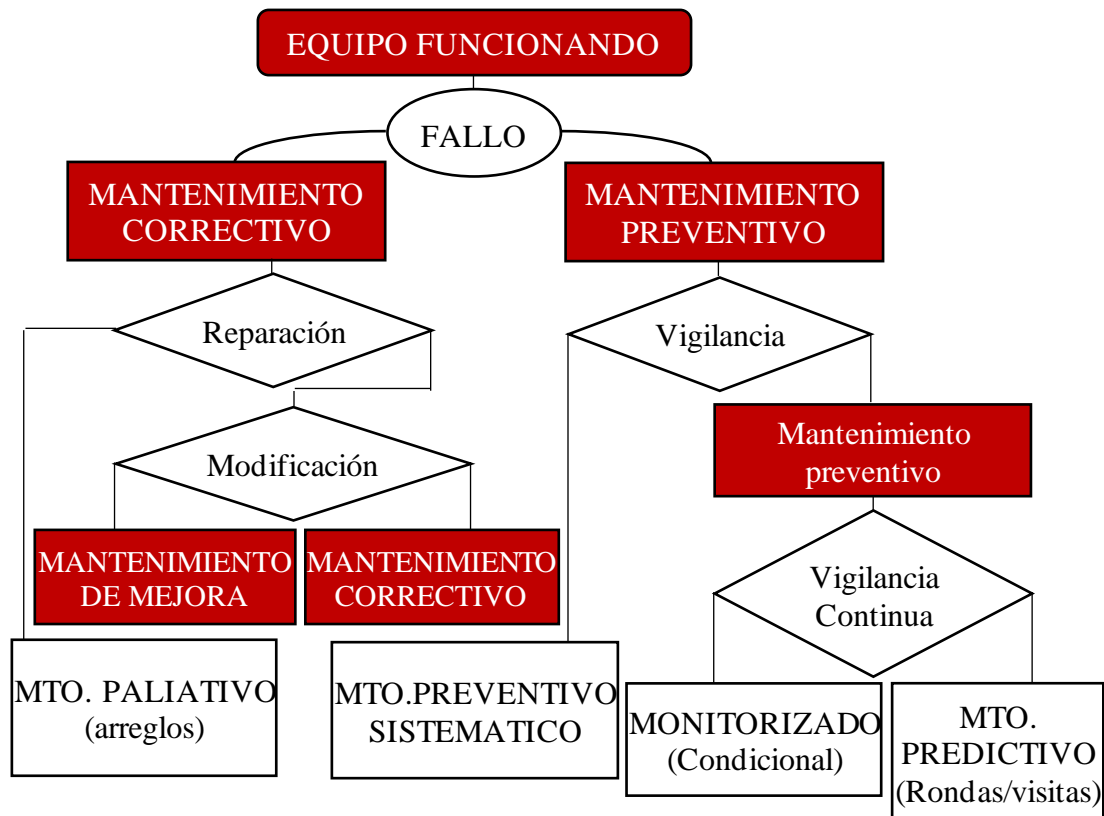 EQUIPO FUNCIONANDO
FALLO
MANTENIMIENTO
CORRECTIVO
MANTENIMIENTO
PREVENTIVO
Reparación
Vigilancia
Modificación
Mantenimiento
preventivo
MANTENIMIENTO
DE MEJORA
MANTENIMIENTO
CORRECTIVO
Vigilancia
Continua
MTO. PALIATIVO
(arreglos)
MTO.PREVENTIVO
SISTEMATICO
MONITORIZADO
(Condicional)
MTO.
PREDICTIVO
(Rondas/visitas)